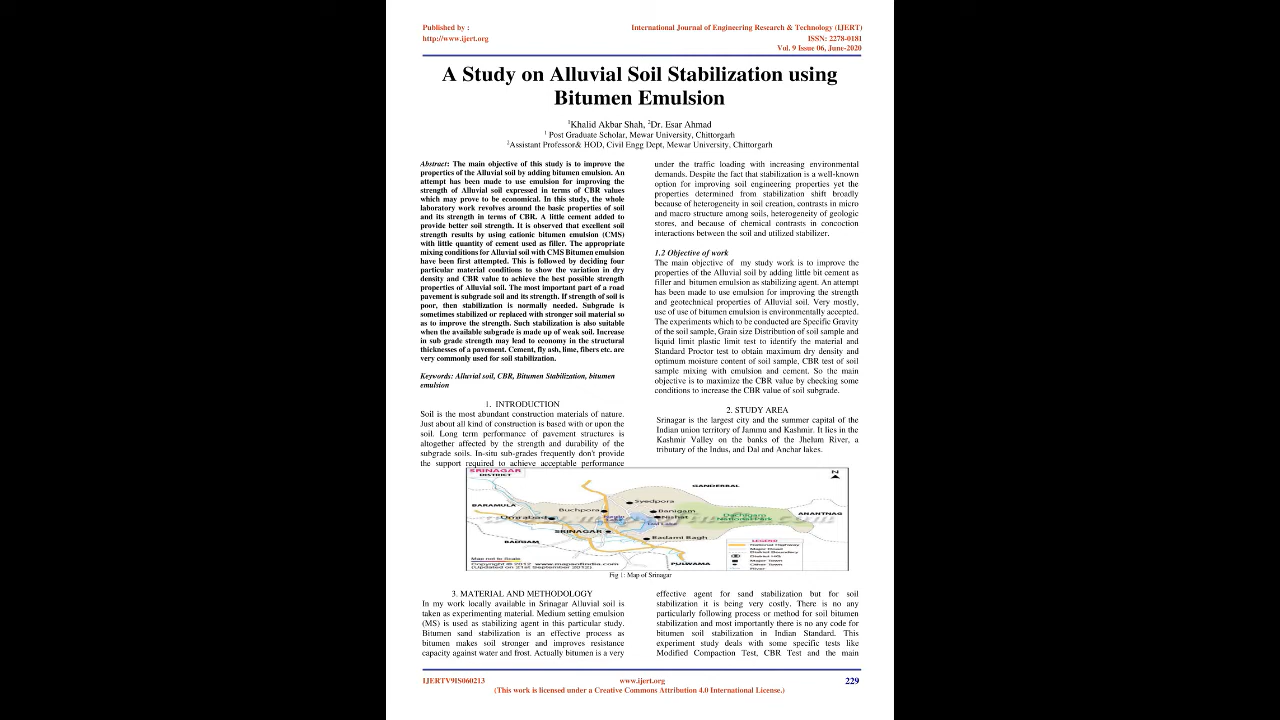 Published by :
http://www.ijert.org
International Journal of Engineering Research & Technology (IJERT)
ISSN: 2278-0181
Vol. 9 Issue 06, June-2020
A Study on Alluvial Soil Stabilization using
Bitumen Emulsion
1Khalid Akbar Shah, 2Dr. Esar Ahmad
1 Post Graduate Scholar, Mewar University, Chittorgarh
2Assistant Professor& HOD, Civil Engg Dept, Mewar University, Chittorgarh
Abstract: The main objective of this study is to improve the
properties of the Alluvial soil by adding bitumen emulsion. An
attempt has been made to use emulsion for improving the
strength of Alluvial soil expressed in terms of CBR values
which may prove to be economical. In this study, the whole
laboratory work revolves around the basic properties of soil
and its strength in terms of CBR. A little cement added to
provide better soil strength. It is observed that excellent soil
strength results by using cationic bitumen emulsion (CMS)
with little quantity of cement used as filler. The appropriate
mixing conditions for Alluvial soil with CMS Bitumen emulsion
have been first attempted. This is followed by deciding four
particular material conditions to show the variation in dry
density and CBR value to achieve the best possible strength
properties of Alluvial soil. The most important part of a road
pavement is subgrade soil and its strength. If strength of soil is
poor, then stabilization is normally needed. Subgrade is
sometimes stabilized or replaced with stronger soil material so
as to improve the strength. Such stabilization is also suitable
when the available subgrade is made up of weak soil. Increase
in sub grade strength may lead to economy in the structural
thicknesses of a pavement. Cement, fly ash, lime, fibers etc. are
very commonly used for soil stabilization.
Keywords: Alluvial soil, CBR, Bitumen Stabilization, bitumen
emulsion
1. INTRODUCTION
Soil is the most abundant construction materials of nature.
Just about all kind of construction is based with or upon the
soil. Long term performance of pavement structures is
altogether affected by the strength and durability of the
subgrade soils. In-situ sub-grades frequently don't provide
the support required to achieve acceptable performance
under the traffic loading with increasing environmental
demands. Despite the fact that stabilization is a well-known
option for improving soil engineering properties yet the
properties determined from stabilization shift broadly
because of heterogeneity in soil creation, contrasts in micro
and macro structure among soils, heterogeneity of geologic
stores, and because of chemical contrasts in concoction
interactions between the soil and utilized stabilizer.
1.2 Objective of work
The main objective of my study work is to improve the
properties of the Alluvial soil by adding little bit cement as
filler and bitumen emulsion as stabilizing agent. An attempt
has been made to use emulsion for improving the strength
and geotechnical properties of Alluvial soil. Very mostly,
use of use of bitumen emulsion is environmentally accepted.
The experiments which to be conducted are Specific Gravity
of the soil sample, Grain size Distribution of soil sample and
liquid limit plastic limit test to identify the material and
Standard Proctor test to obtain maximum dry density and
optimum moisture content of soil sample, CBR test of soil
sample mixing with emulsion and cement. So the main
objective is to maximize the CBR value by checking some
conditions to increase the CBR value of soil subgrade.
2. STUDY AREA
Srinagar is the largest city and the summer capital of the
Indian union territory of Jammu and Kashmir. It lies in the
Kashmir Valley on the banks of the Jhelum River, a
tributary of the Indus, and Dal and Anchar lakes.
SRINAGAR
DISTRICT
N
GANDERBAL
BARAMULA
Syedpora
Buchpora
Banigam
Nishat
Umrabad
Dachigam
National Park
ANANTNAG
Dal Lake
SRINAGAR
BADGAM
Badami Bagh
PULWAMA
LEGEND
National Highway
Major Road
District Boundary
District HQ
Major Town
Other Town
River
Map not to Scale
Copyright © 2012 www.mapsofindia.com
(Updated on 21st September 2012)
Fig 1: Map of Srinagar
3. MATERIAL AND METHODOLOGY
In my work locally available in Srinagar Alluvial soil is
taken as experimenting material. Medium setting emulsion
(MS) is used as stabilizing agent in this particular study.
Bitumen sand stabilization is an effective process as
bitumen makes soil stronger and improves resistance
capacity against water and frost. Actually bitumen is a very
effective agent for sand stabilization but for soil
stabilization it is being very costly. There is no any
particularly following process or method for soil bitumen
stabilization and most importantly there is no any code for
bitumen soil stabilization in Indian Standard. This
experiment study deals with some specific tests like
Modified Compaction Test, CBR Test and the main
IJERTV9IS060213
www.ijert.org
229
(This work is licensed under a Creative Commons Attribution 4.0 International License.)